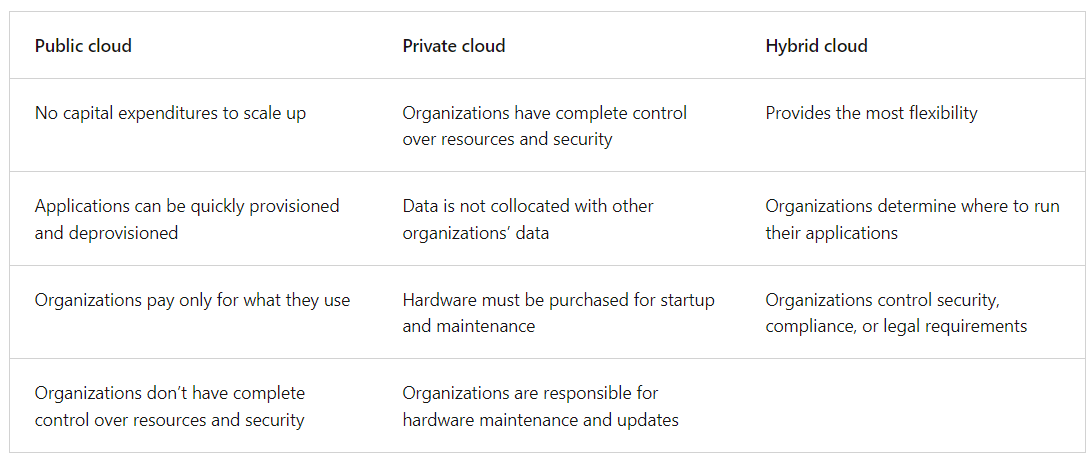 Public cloud
Private cloud
Hybrid cloud
No capital expenditures to scale up
Organizations have complete control
over resources and security
Provides the most flexibility
Applications can be quickly provisioned
and deprovisioned
Data is not collocated with other
organizations’ data
Organizations determine where to run
their applications
Organizations pay only for what they use
Hardware must be purchased for startup
and maintenance
Organizations control security,
compliance, or legal requirements
Organizations don’t have complete
control over resources and security
Organizations are responsible for
hardware maintenance and updates